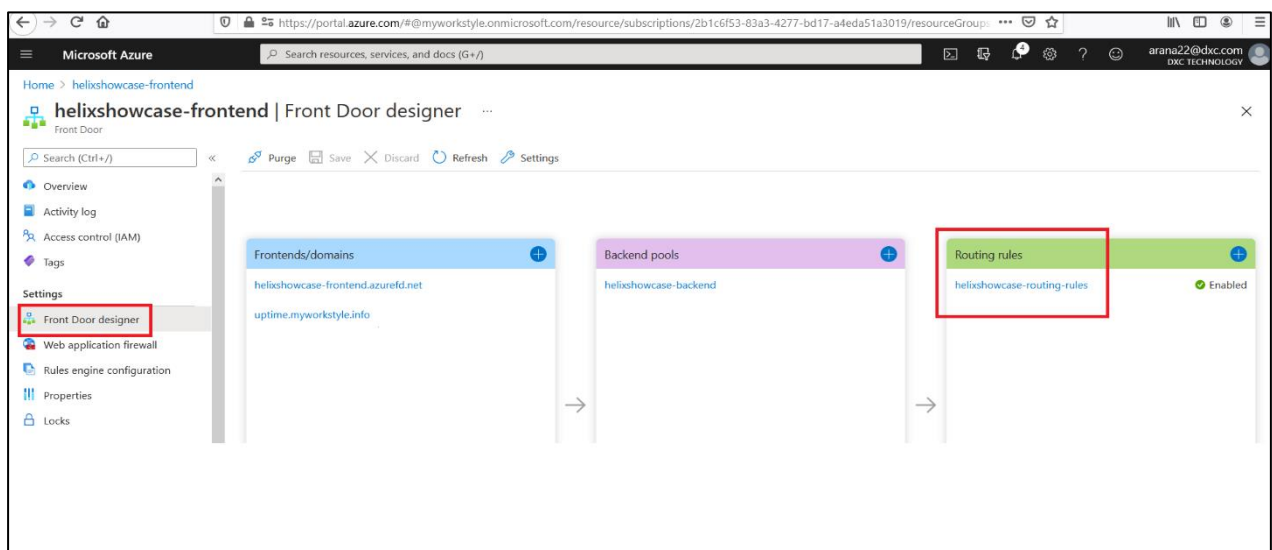 https://portal.azure.com/#@myworkstyle.onmicrosoft.com/resource/subscriptions/2b1c6f53-83a3-4277-bd17-a4eda51a3019/resourceGroups
Microsoft Azure
Search resources, services, and docs (G+/)
4
arana22@dxc.com
DXC TECHNOLOGY
Home > helixshowcase-frontend
helixshowcase-frontend | Front Door designer ...
Front Door
Search (Ctrl+/)
«
Purge Save Discard Refresh Settings
Overview
Activity log
Access control (IAM)
Tags
Settings
Front Door designer
Web application firewall
Rules engine configuration
Properties
Locks
Frontends/domains
helixshowcase-frontend.azurefd.net
uptime.myworkstyle.info
Backend pools
helixshowcase-backend
Routing rules
helixshowcase-routing-rules Enabled